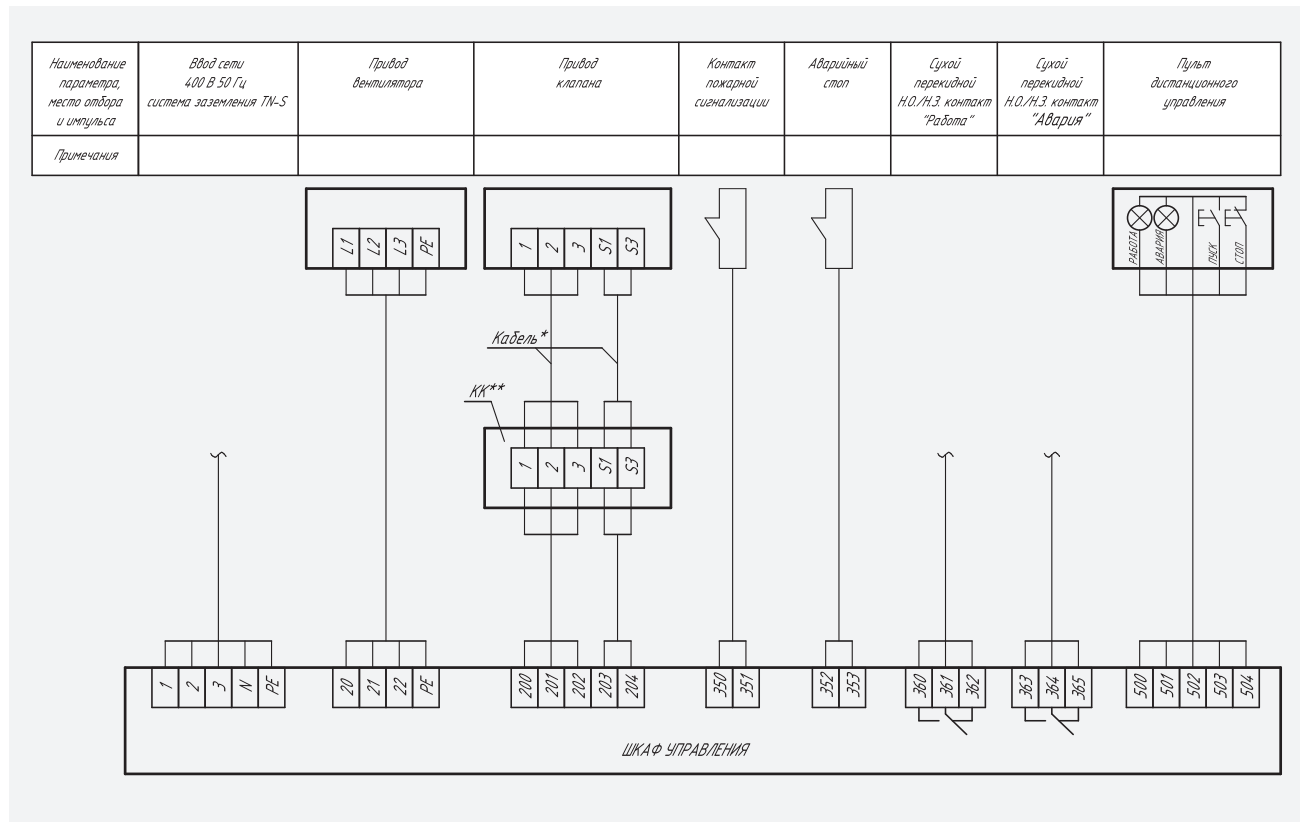 Наименование
параметра,
место отбора
и импульса
Ввод сети
400 В 50 Гц
система заземления TN-S
Привод
вентилятора
Привод
клапана
Контакт
пожарной
сигнализации
Аварийный
стоп
Сухой
перекидной
Н.О./Н.З. контакт
"Работа"
Сухой
перекидной
Н.О./Н.З. контакт
"Авария"
Пульт
дистанционного
управления
Примечания
L1 L2 L3 PE
1 2 3 S1 S3
РАБОТА АВАРИЯ ПУСК СТОП
Кабель*
КК**
1 2 3 S1 S3
1 2 3 N PE
20 21 22 PE
200 201 202 203 204
350 351
352 353
360 361 362
363 364 365
500 501 502 503 504
ШКАФ УПРАВЛЕНИЯ